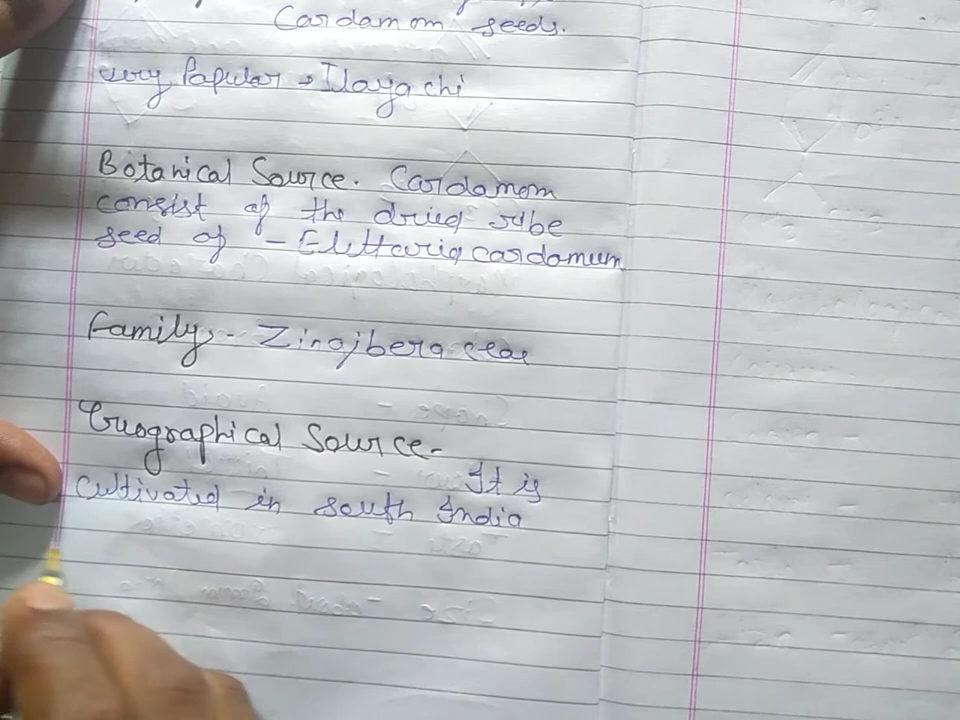 Cardamom seeds.
very Popular → Ilayachi
Botanical Source. Cardamom
consist of the dried ripe
seed of - Elettaria cardamum
Family:- Zingiberaceae
Geographical Source-
It is
Cultivated in south India